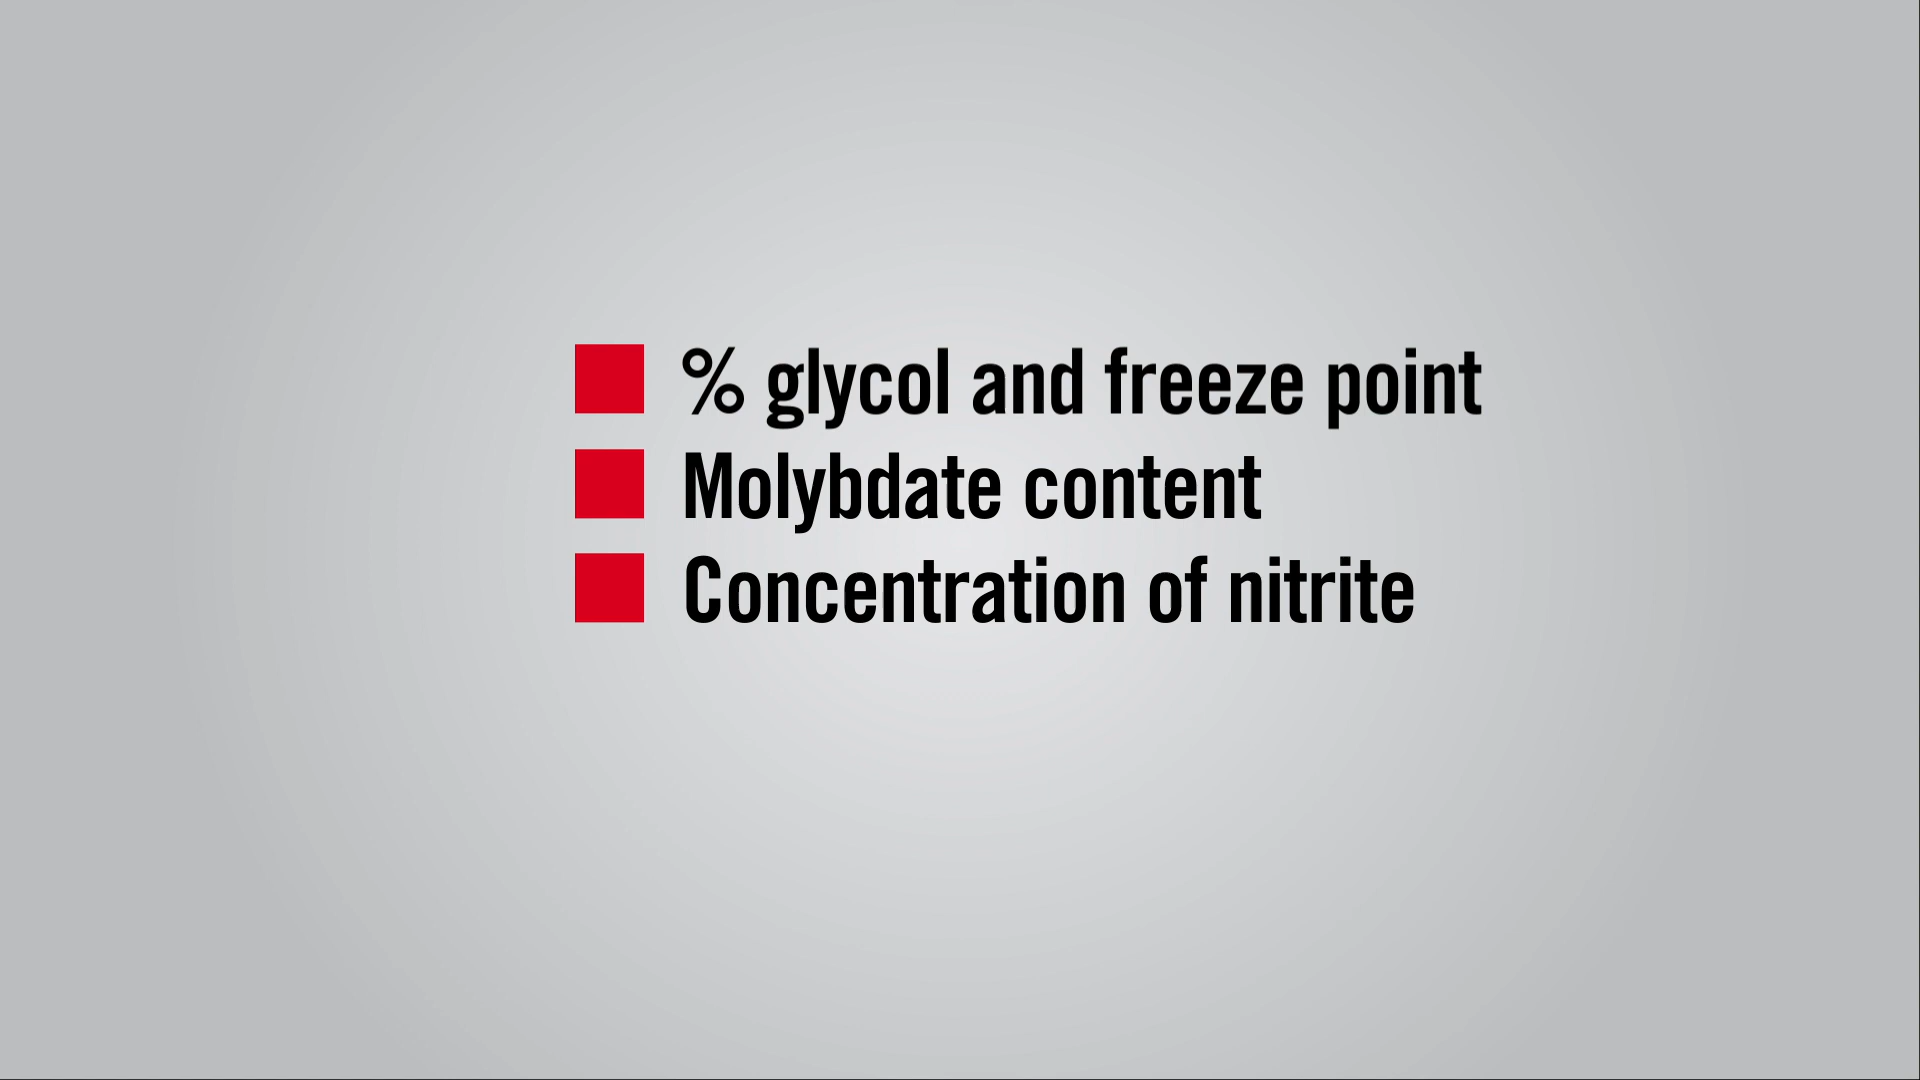 % glycol and freeze point
Molybdate content
Concentration of nitrite